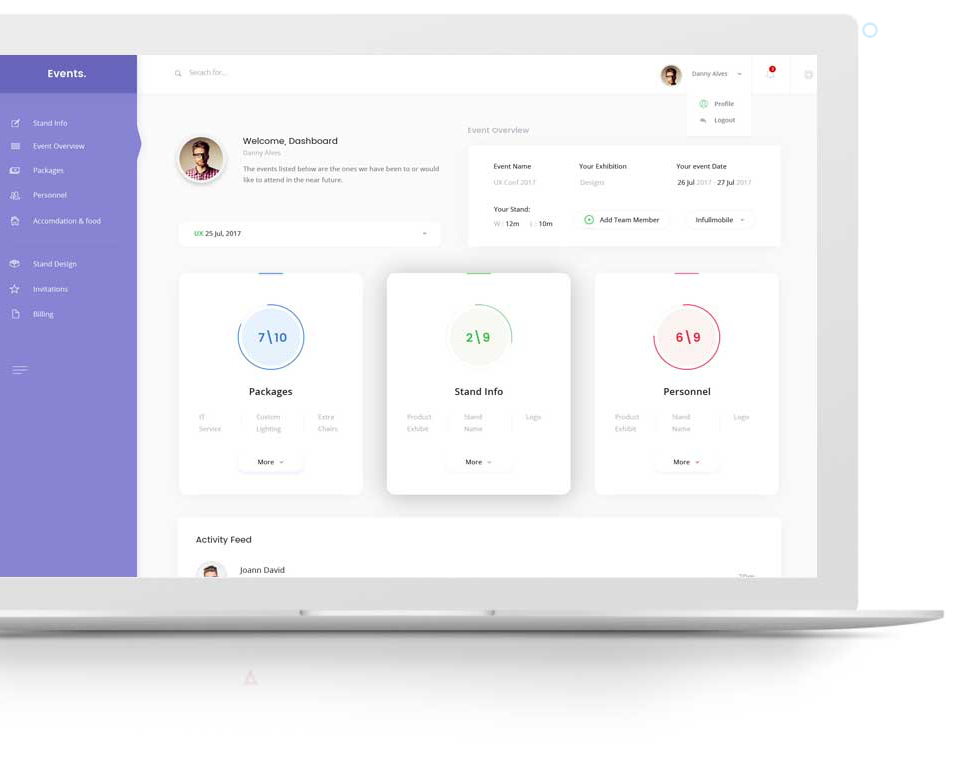 Events.
Serach for...
Danny Alves
3
Profile
Logout
Stand Info
Event Overview
Packages
Personnel
Accomdation & food
Stand Design
Invitations
Billing
Welcome, Dashboard
Danny Alves
The events listed below are the ones we have been to or would
like to attend in the near future.
UX 25 Jul, 2017
Event Overview
Event Name
Your Exhibition
Your event Date
UX Conf 2017
Designs
26 Jul 2017 - 27 Jul 2017
Your Stand:
W : 12m L : 10m
Add Team Member
Infullmobile
7\10
Packages
IT
Service
Custom
Lighting
Extra
Chairs
More
2\9
Stand Info
Product
Exhibit
Stand
Name
Logo
More
6\9
Personnel
Product
Exhibit
Stand
Name
Logo
More
Activity Feed
Joann David